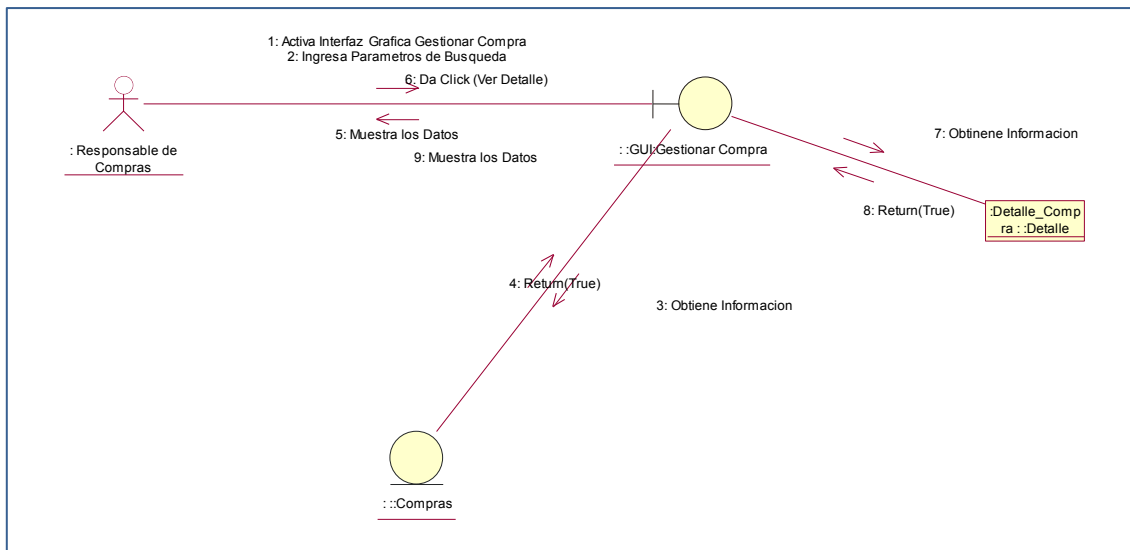 1: Activa Interfaz Grafica Gestionar Compra
2: Ingresa Parametros de Busqueda
6: Da Click (Ver Detalle)
5: Muestra los Datos
9: Muestra los Datos
: Responsable de
Compras
: :GUI:Gestionar Compra
7: Obtinene Informacion
8: Return(True)
:Detalle_Comp
ra : :Detalle
4: Return(True)
3: Obtiene Informacion
: ::Compras